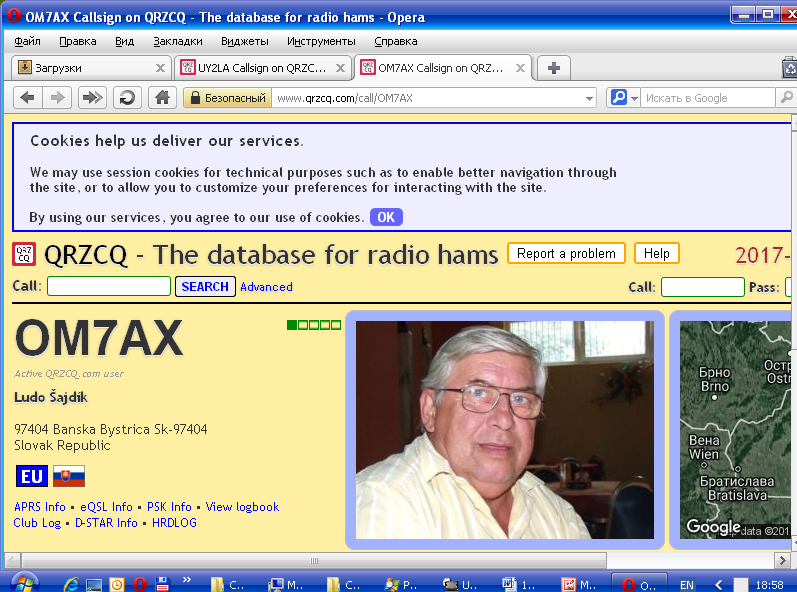 OM7AX Callsign on QRZCQ - The database for radio hams - Opera
Файл Правка Вид Закладки Виджеты Инструменты Справка
Загрузки UY2LA Callsign on QRZC... OM7AX Callsign on QRZ...
Безопасный www.qrzcq.com/call/OM7AX Искать в Google
Cookies help us deliver our services.
We may use session cookies for technical purposes such as to enable better navigation through
the site, or to allow you to customize your preferences for interacting with the site.
By using our services, you agree to our use of cookies. OK
QRZ CQ QRZCQ - The database for radio hams Report a problem Help 2017-
Call: SEARCH Advanced Call: Pass:
OM7AX
Active QRZCQ.com user
Ludo Šajdík
97404 Banska Bystrica Sk-97404
Slovak Republic
EU
APRS Info • eQSL Info • PSK Info • View logbook
Club Log • D-STAR Info • HRDLOG
Брно
Brno
Остр
Ostr
Вена
Wien
Братислава
Bratislava
Google Map data ©201
С... М... С... Р... U... 1... М... О... EN 18:58